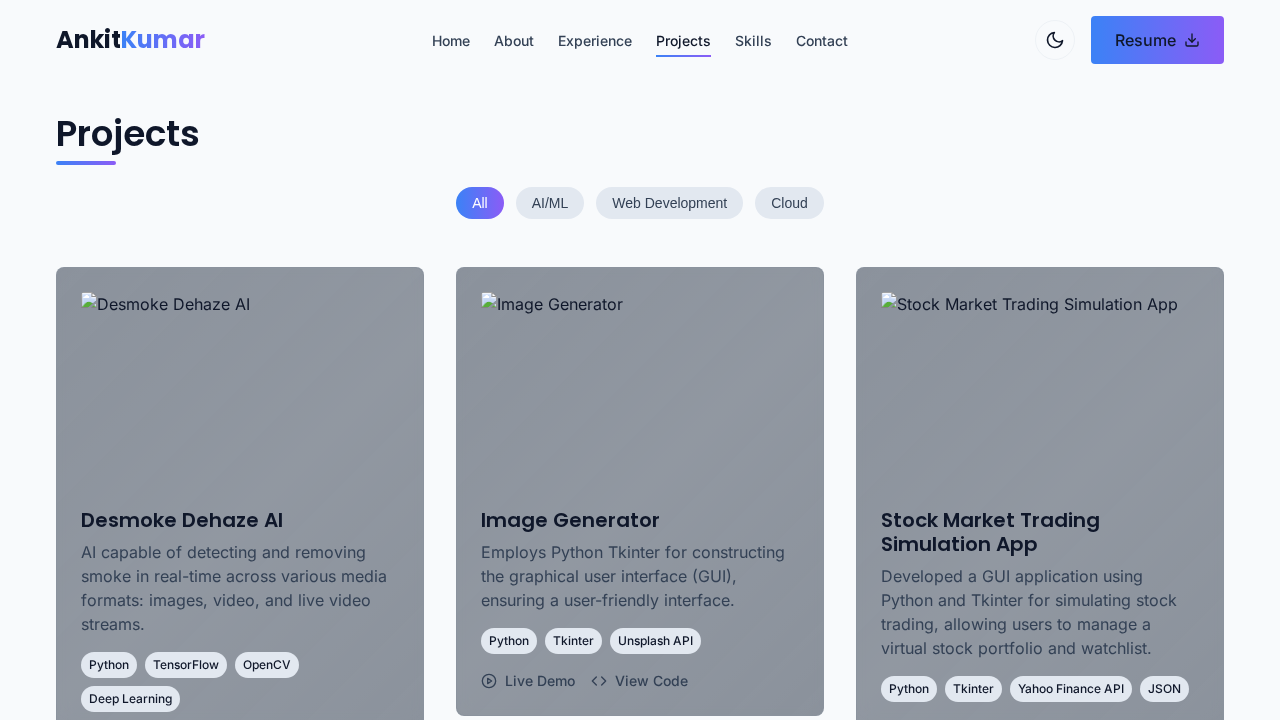 AnkitKumar
Home
About
Experience
Projects
Skills
Contact
Resume
Projects
All
AI/ML
Web Development
Cloud
Desmoke Dehaze AI
Desmoke Dehaze AI
AI capable of detecting and removing
smoke in real-time across various media
formats: images, video, and live video
streams.
Python
TensorFlow
OpenCV
Deep Learning
Image Generator
Image Generator
Employs Python Tkinter for constructing
the graphical user interface (GUI),
ensuring a user-friendly interface.
Python
Tkinter
Unsplash API
Live Demo
View Code
Stock Market Trading Simulation App
Stock Market Trading
Simulation App
Developed a GUI application using
Python and Tkinter for simulating stock
trading, allowing users to manage a
virtual stock portfolio and watchlist.
Python
Tkinter
Yahoo Finance API
JSON